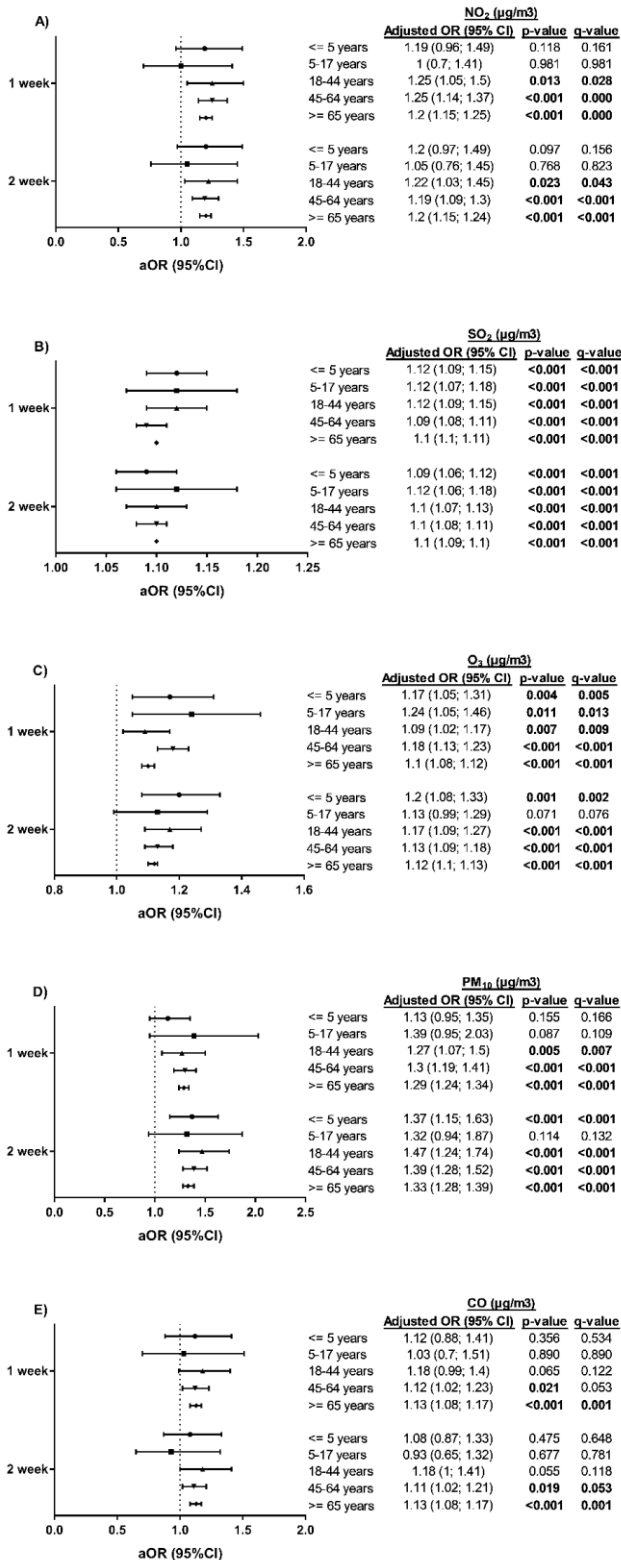 A)
NO₂ (µg/m3)
Adjusted OR (95% CI) p-value q-value
1 week
<= 5 years 1.19 (0.96; 1.49) 0.118 0.161
5-17 years 1 (0.7; 1.41) 0.981 0.981
18-44 years 1.25 (1.05; 1.5) 0.013 0.028
45-64 years 1.25 (1.14; 1.37) <0.001 0.000
>= 65 years 1.2 (1.15; 1.25) <0.001 0.000
2 week
<= 5 years 1.2 (0.97; 1.49) 0.097 0.156
5-17 years 1.05 (0.76; 1.45) 0.768 0.823
18-44 years 1.22 (1.03; 1.45) 0.023 0.043
45-64 years 1.19 (1.09; 1.3) <0.001 <0.001
>= 65 years 1.2 (1.15; 1.24) <0.001 <0.001
0.0 0.5 1.0 1.5 2.0
aOR (95%CI)
B)
SO₂ (µg/m3)
Adjusted OR (95% CI) p-value q-value
1 week
<= 5 years 1.12 (1.09; 1.15) <0.001 <0.001
5-17 years 1.12 (1.07; 1.18) <0.001 <0.001
18-44 years 1.12 (1.09; 1.15) <0.001 <0.001
45-64 years 1.09 (1.08; 1.11) <0.001 <0.001
>= 65 years 1.1 (1.1; 1.11) <0.001 <0.001
2 week
<= 5 years 1.09 (1.06; 1.12) <0.001 <0.001
5-17 years 1.12 (1.06; 1.18) <0.001 <0.001
18-44 years 1.1 (1.07; 1.13) <0.001 <0.001
45-64 years 1.1 (1.08; 1.11) <0.001 <0.001
>= 65 years 1.1 (1.09; 1.1) <0.001 <0.001
1.00 1.05 1.10 1.15 1.20 1.25
aOR (95%CI)
C)
O₃ (µg/m3)
Adjusted OR (95% CI) p-value q-value
1 week
<= 5 years 1.17 (1.05; 1.31) 0.004 0.005
5-17 years 1.24 (1.05; 1.46) 0.011 0.013
18-44 years 1.09 (1.02; 1.17) 0.007 0.009
45-64 years 1.18 (1.13; 1.23) <0.001 <0.001
>= 65 years 1.1 (1.08; 1.12) <0.001 <0.001
2 week
<= 5 years 1.2 (1.08; 1.33) 0.001 0.002
5-17 years 1.13 (0.99; 1.29) 0.071 0.076
18-44 years 1.17 (1.09; 1.27) <0.001 <0.001
45-64 years 1.13 (1.09; 1.18) <0.001 <0.001
>= 65 years 1.12 (1.1; 1.13) <0.001 <0.001
0.8 1.0 1.2 1.4 1.6
aOR (95%CI)
D)
PM₁₀ (µg/m3)
Adjusted OR (95% CI) p-value q-value
1 week
<= 5 years 1.13 (0.95; 1.35) 0.155 0.166
5-17 years 1.39 (0.95; 2.03) 0.087 0.109
18-44 years 1.27 (1.07; 1.5) 0.005 0.007
45-64 years 1.3 (1.19; 1.41) <0.001 <0.001
>= 65 years 1.29 (1.24; 1.34) <0.001 <0.001
2 week
<= 5 years 1.37 (1.15; 1.63) <0.001 <0.001
5-17 years 1.32 (0.94; 1.87) 0.114 0.132
18-44 years 1.47 (1.24; 1.74) <0.001 <0.001
45-64 years 1.39 (1.28; 1.52) <0.001 <0.001
>= 65 years 1.33 (1.28; 1.39) <0.001 <0.001
0.0 0.5 1.0 1.5 2.0 2.5
aOR (95%CI)
E)
CO (µg/m3)
Adjusted OR (95% CI) p-value q-value
1 week
<= 5 years 1.12 (0.88; 1.41) 0.356 0.534
5-17 years 1.03 (0.7; 1.51) 0.890 0.890
18-44 years 1.18 (0.99; 1.4) 0.065 0.122
45-64 years 1.12 (1.02; 1.23) 0.021 0.053
>= 65 years 1.13 (1.08; 1.17) <0.001 0.001
2 week
<= 5 years 1.08 (0.87; 1.33) 0.475 0.648
5-17 years 0.93 (0.65; 1.32) 0.677 0.781
18-44 years 1.18 (1; 1.41) 0.055 0.118
45-64 years 1.11 (1.02; 1.21) 0.019 0.053
>= 65 years 1.13 (1.08; 1.17) <0.001 0.001
0.0 0.5 1.0 1.5 2.0
aOR (95%CI)